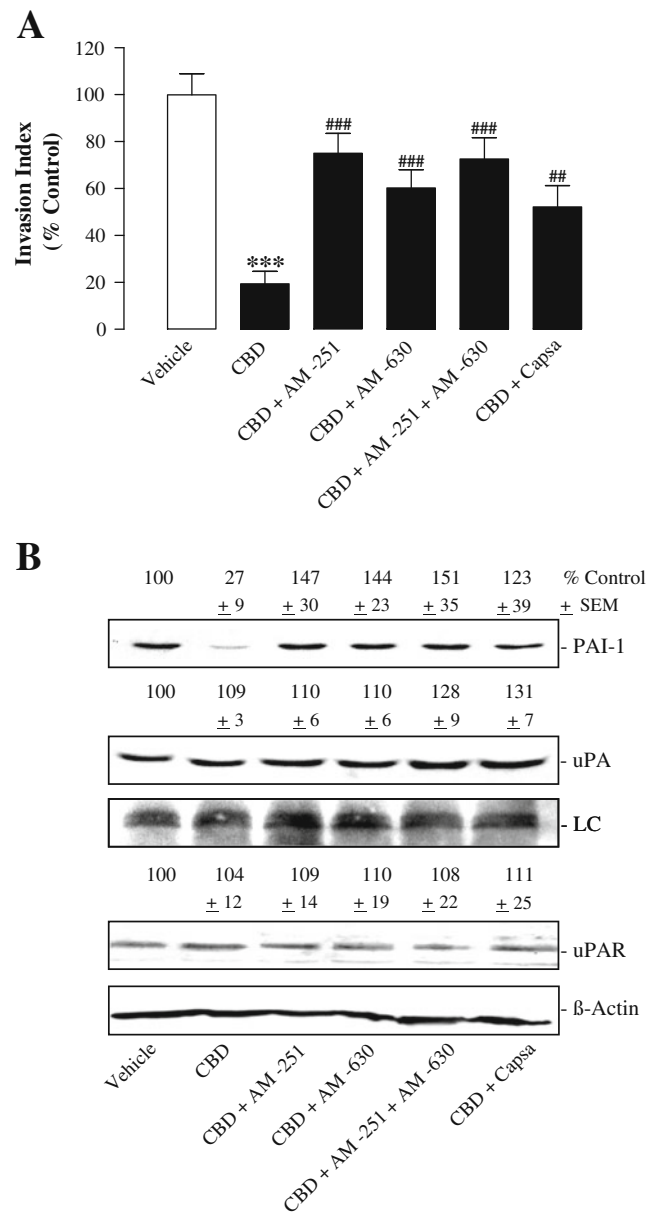 A
Invasion Index
(% Control)
120
100
80
60
40
20
0
***
###
###
###
##
Vehicle
CBD
CBD + AM -251
CBD + AM -630
CBD + AM -251 + AM -630
CBD + Capsa
B
100 27 147 144 151 123 % Control
± 9 ± 30 ± 23 ± 35 ± 39 ± SEM
- PAI-1
100 109 110 110 128 131
± 3 ± 6 ± 6 ± 9 ± 7
- uPA
- LC
100 104 109 110 108 111
± 12 ± 14 ± 19 ± 22 ± 25
- uPAR
- ß-Actin
Vehicle
CBD
CBD + AM -251
CBD + AM -630
CBD + AM -251 + AM -630
CBD + Capsa